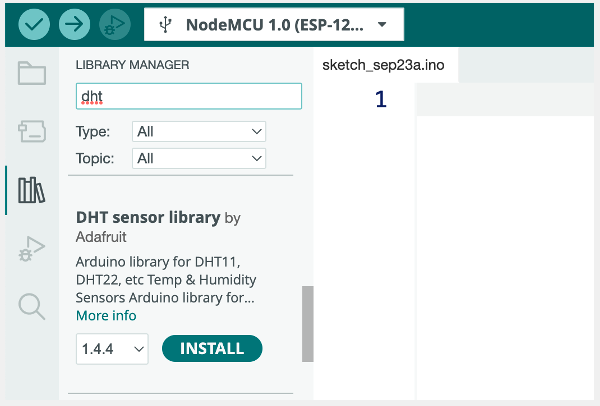 NodeMCU 1.0 (ESP-12...
LIBRARY MANAGER
sketch_sep23a.ino
dht
1
Type: All
Topic: All
DHT sensor library by
Adafruit
Arduino library for DHT11,
DHT22, etc Temp & Humidity
Sensors Arduino library for...
More info
1.4.4
INSTALL